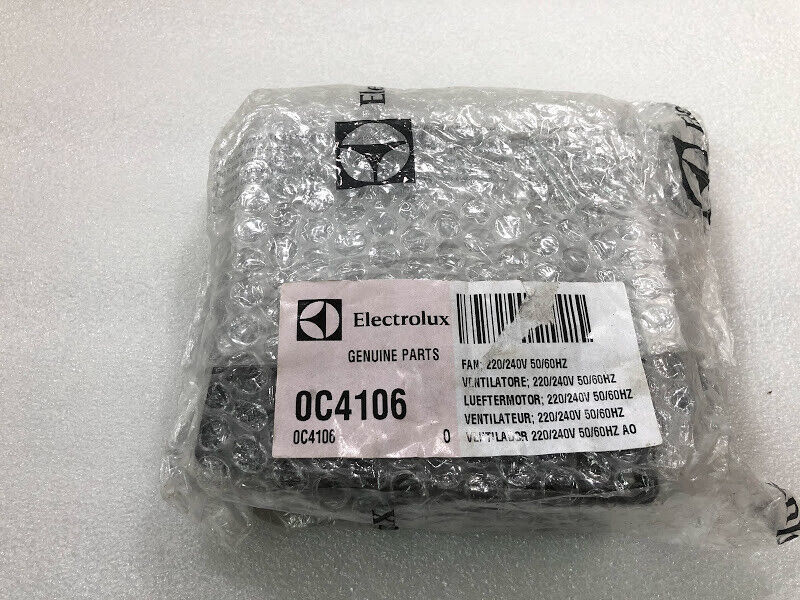 Ele
Electrolux
GENUINE PARTS
0C4106
0C4106 0
FAN; 220/240V 50/60HZ
VENTILATORE; 220/240V 50/60HZ
LUEFTERMOTOR; 220/240V 50/60HZ
VENTILATEUR; 220/240V 50/60HZ
VENTILADOR 220/240V 50/60HZ AO